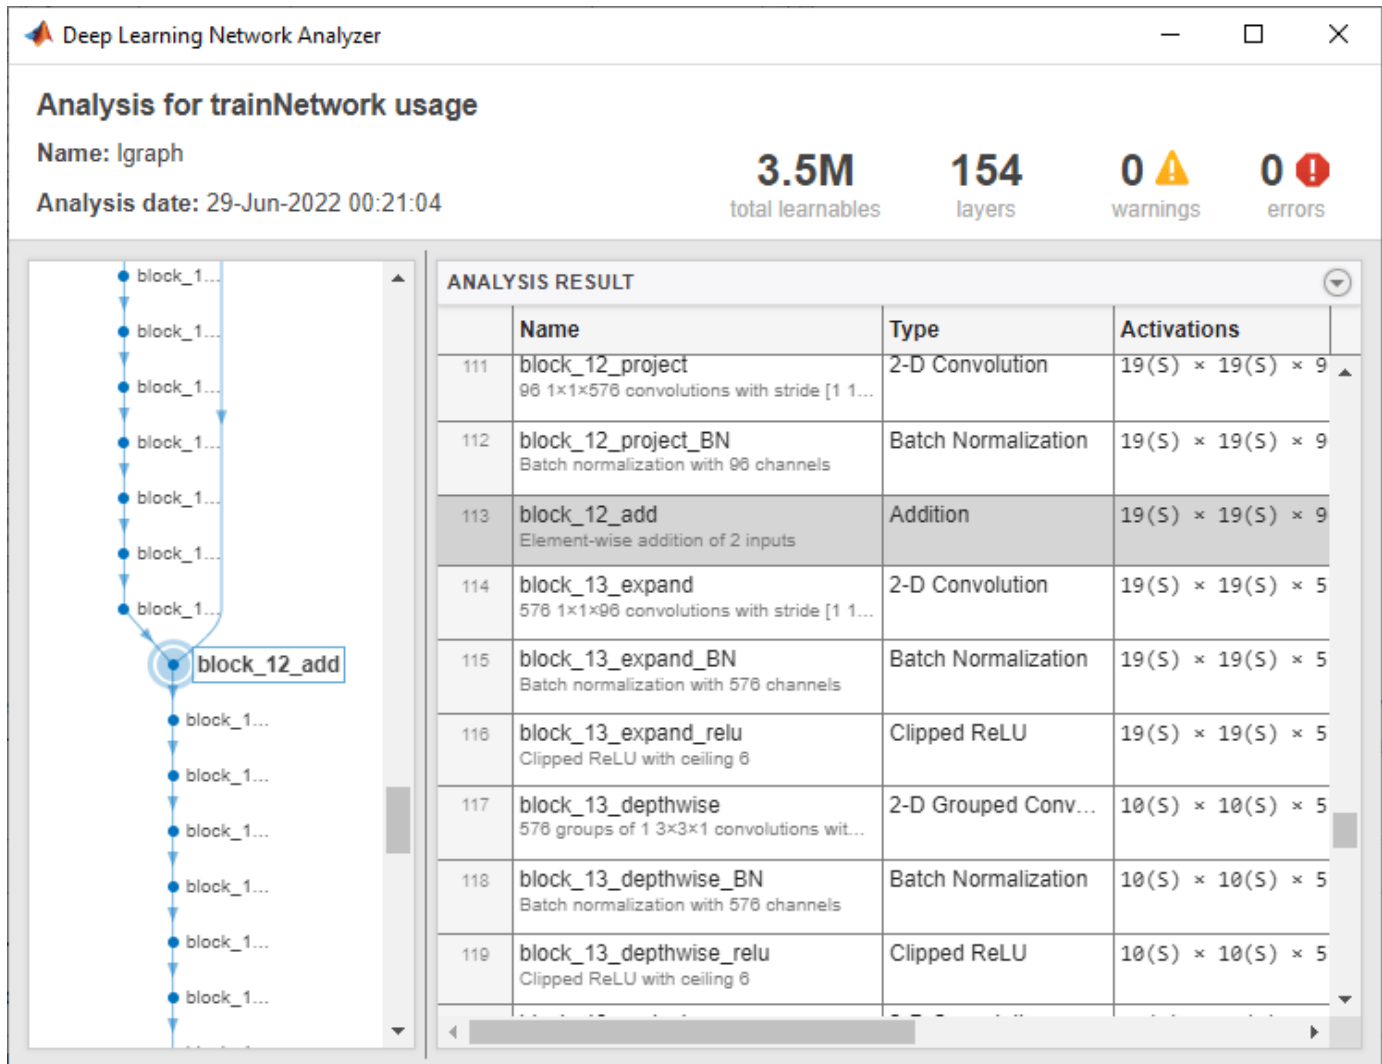 Deep Learning Network Analyzer
Analysis for trainNetwork usage
Name: lgraph
Analysis date: 29-Jun-2022 00:21:04
3.5M
total learnables
154
layers
0
warnings
0
errors
block_1...
block_1...
block_1...
block_1...
block_1...
block_1...
block_1...
block_12_add
block_1...
block_1...
block_1...
block_1...
block_1...
block_1...
ANALYSIS RESULT
Name Type Activations
111 block_12_project 2-D Convolution 19(S) × 19(S) × 9
96 1×1×576 convolutions with stride [1 1...
112 block_12_project_BN Batch Normalization 19(S) × 19(S) × 9
Batch normalization with 96 channels
113 block_12_add Addition 19(S) × 19(S) × 9
Element-wise addition of 2 inputs
114 block_13_expand 2-D Convolution 19(S) × 19(S) × 5
576 1×1×96 convolutions with stride [1 1...
115 block_13_expand_BN Batch Normalization 19(S) × 19(S) × 5
Batch normalization with 576 channels
116 block_13_expand_relu Clipped ReLU 19(S) × 19(S) × 5
Clipped ReLU with ceiling 6
117 block_13_depthwise 2-D Grouped Conv... 10(S) × 10(S) × 5
576 groups of 1 3×3×1 convolutions wit...
118 block_13_depthwise_BN Batch Normalization 10(S) × 10(S) × 5
Batch normalization with 576 channels
119 block_13_depthwise_relu Clipped ReLU 10(S) × 10(S) × 5
Clipped ReLU with ceiling 6